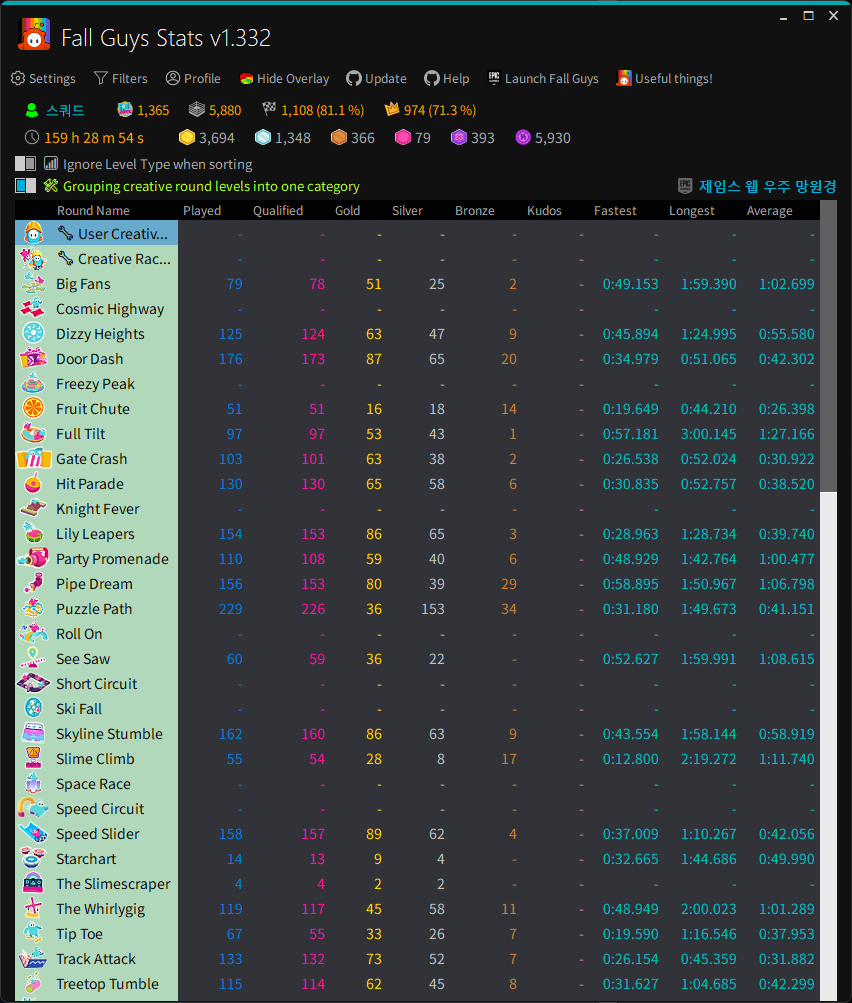 Fall Guys Stats v1.332
Settings Filters Profile Hide Overlay Update Help EPIC Launch Fall Guys Useful things!
스쿼드 1,365 5,880 1,108 (81.1 %) 974 (71.3 %)
159 h 28 m 54 s 3,694 1,348 366 79 393 5,930
Ignore Level Type when sorting
Grouping creative round levels into one category EPIC 제임스 웹 우주 망원경
Round Name Played Qualified Gold Silver Bronze Kudos Fastest Longest Average
User Creativ... - - - - - - - - -
Creative Rac... - - - - - - - - -
Big Fans 79 78 51 25 2 - 0:49.153 1:59.390 1:02.699
Cosmic Highway - - - - - - - - -
Dizzy Heights 125 124 63 47 9 - 0:45.894 1:24.995 0:55.580
Door Dash 176 173 87 65 20 - 0:34.979 0:51.065 0:42.302
Freezy Peak - - - - - - - - -
Fruit Chute 51 51 16 18 14 - 0:19.649 0:44.210 0:26.398
Full Tilt 97 97 53 43 1 - 0:57.181 3:00.145 1:27.166
Gate Crash 103 101 63 38 2 - 0:26.538 0:52.024 0:30.922
Hit Parade 130 130 65 58 6 - 0:30.835 0:52.757 0:38.520
Knight Fever - - - - - - - - -
Lily Leapers 154 153 86 65 3 - 0:28.963 1:28.734 0:39.740
Party Promenade 110 108 59 40 6 - 0:48.929 1:42.764 1:00.477
Pipe Dream 156 153 80 39 29 - 0:58.895 1:50.967 1:06.798
Puzzle Path 229 226 36 153 34 - 0:31.180 1:49.673 0:41.151
Roll On - - - - - - - - -
See Saw 60 59 36 22 - - 0:52.627 1:59.991 1:08.615
Short Circuit - - - - - - - - -
Ski Fall - - - - - - - - -
Skyline Stumble 162 160 86 63 9 - 0:43.554 1:58.144 0:58.919
Slime Climb 55 54 28 8 17 - 0:12.800 2:19.272 1:11.740
Space Race - - - - - - - - -
Speed Circuit - - - - - - - - -
Speed Slider 158 157 89 62 4 - 0:37.009 1:10.267 0:42.056
Starchart 14 13 9 4 - - 0:32.665 1:44.686 0:49.990
The Slimescraper 4 4 2 2 - - - - -
The Whirlygig 119 117 45 58 11 - 0:48.949 2:00.023 1:01.289
Tip Toe 67 55 33 26 7 - 0:19.590 1:16.546 0:37.953
Track Attack 133 132 73 52 7 - 0:26.154 0:45.359 0:31.882
Treetop Tumble 115 114 62 45 8 - 0:31.627 1:04.685 0:42.299